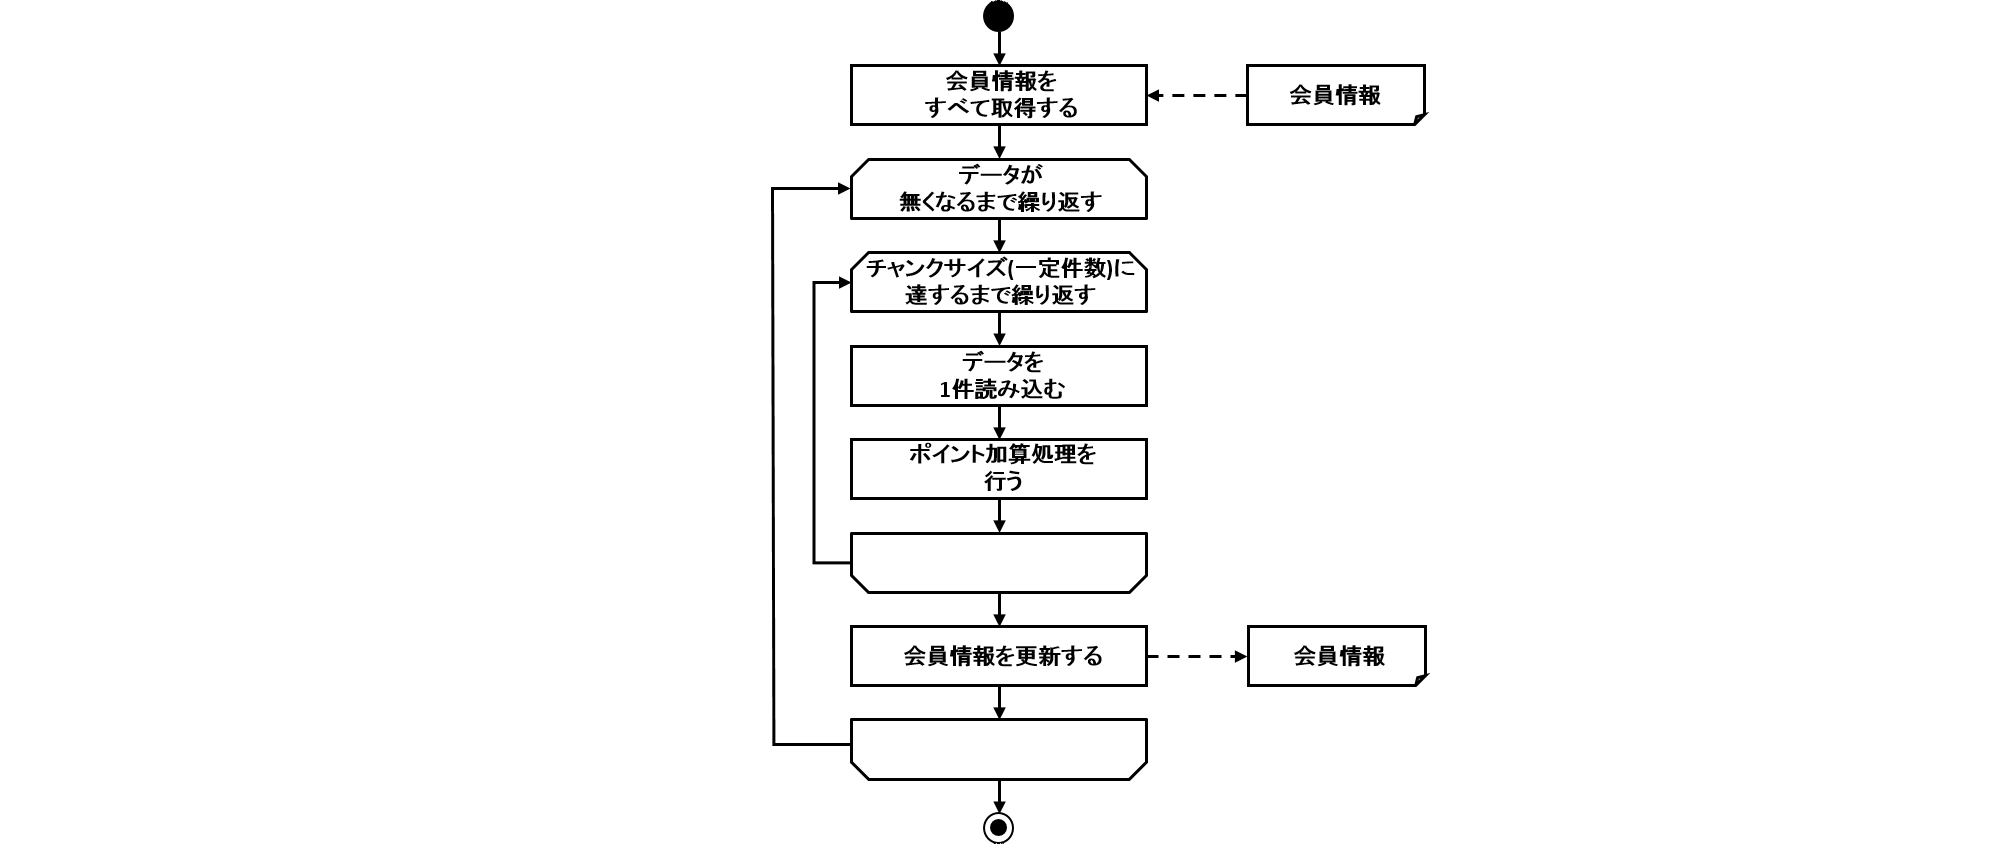 会員情報を
すべて取得する
会員情報
データが
無くなるまで繰り返す
チャンクサイズ(一定件数)に
達するまで繰り返す
データを
1件読み込む
ポイント加算処理を
行う
会員情報を更新する
会員情報